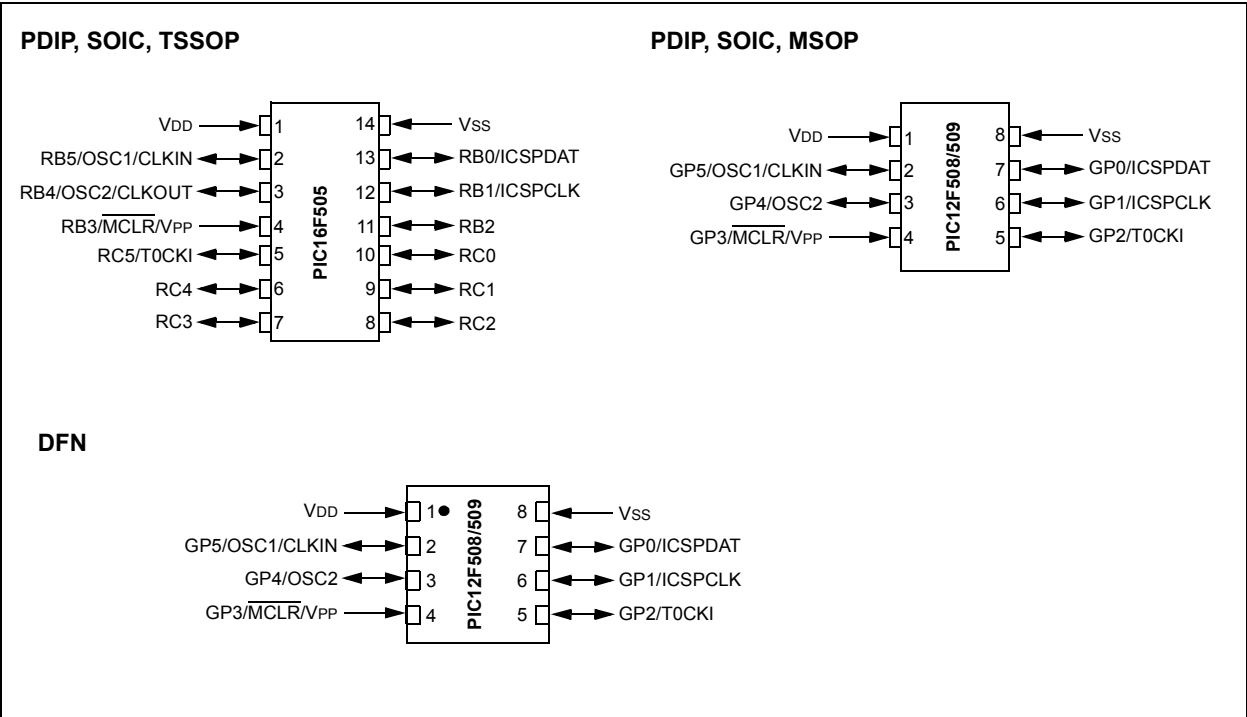 PDIP, SOIC, TSSOP
VDD 1 14 VSS
RB5/OSC1/CLKIN 2 13 RB0/ICSPDAT
RB4/OSC2/CLKOUT 3 12 RB1/ICSPCLK
RB3/M̅C̅L̅R̅/VPP 4 11 RB2
RC5/T0CKI 5 10 RC0
RC4 6 9 RC1
RC3 7 8 RC2
PIC16F505
PDIP, SOIC, MSOP
VDD 1 8 VSS
GP5/OSC1/CLKIN 2 7 GP0/ICSPDAT
GP4/OSC2 3 6 GP1/ICSPCLK
GP3/M̅C̅L̅R̅/VPP 4 5 GP2/T0CKI
PIC12F508/509
DFN
VDD 1 8 VSS
GP5/OSC1/CLKIN 2 7 GP0/ICSPDAT
GP4/OSC2 3 6 GP1/ICSPCLK
GP3/M̅C̅L̅R̅/VPP 4 5 GP2/T0CKI
PIC12F508/509